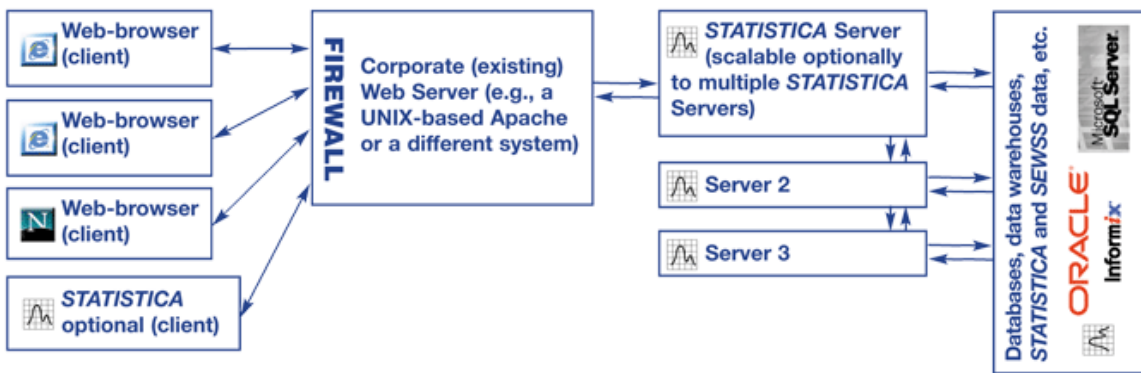 Web-browser
(client)
Web-browser
(client)
N
Web-browser
(client)
STATISTICA
optional (client)
FIREWALL
Corporate (existing)
Web Server (e.g., a
UNIX-based Apache
or a different system)
STATISTICA Server
(scalable optionally
to multiple STATISTICA
Servers)
Server 2
Server 3
Databases, data warehouses,
STATISTICA and SEWSS data, etc.
ORACLE®
Informix
Microsoft®
SQL Server.